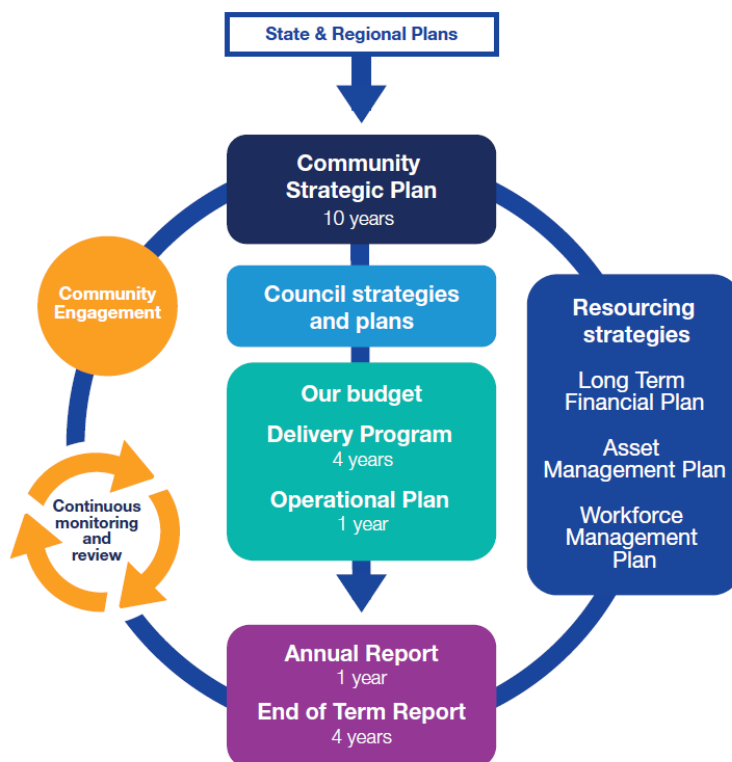 State & Regional Plans
Community
Strategic Plan
10 years
Community
Engagement
Council strategies
and plans
Resourcing
strategies
Long Term
Financial Plan
Asset
Management Plan
Workforce
Management
Plan
Our budget
Delivery Program
4 years
Operational Plan
1 year
Continuous
monitoring
and
review
Annual Report
1 year
End of Term Report
4 years